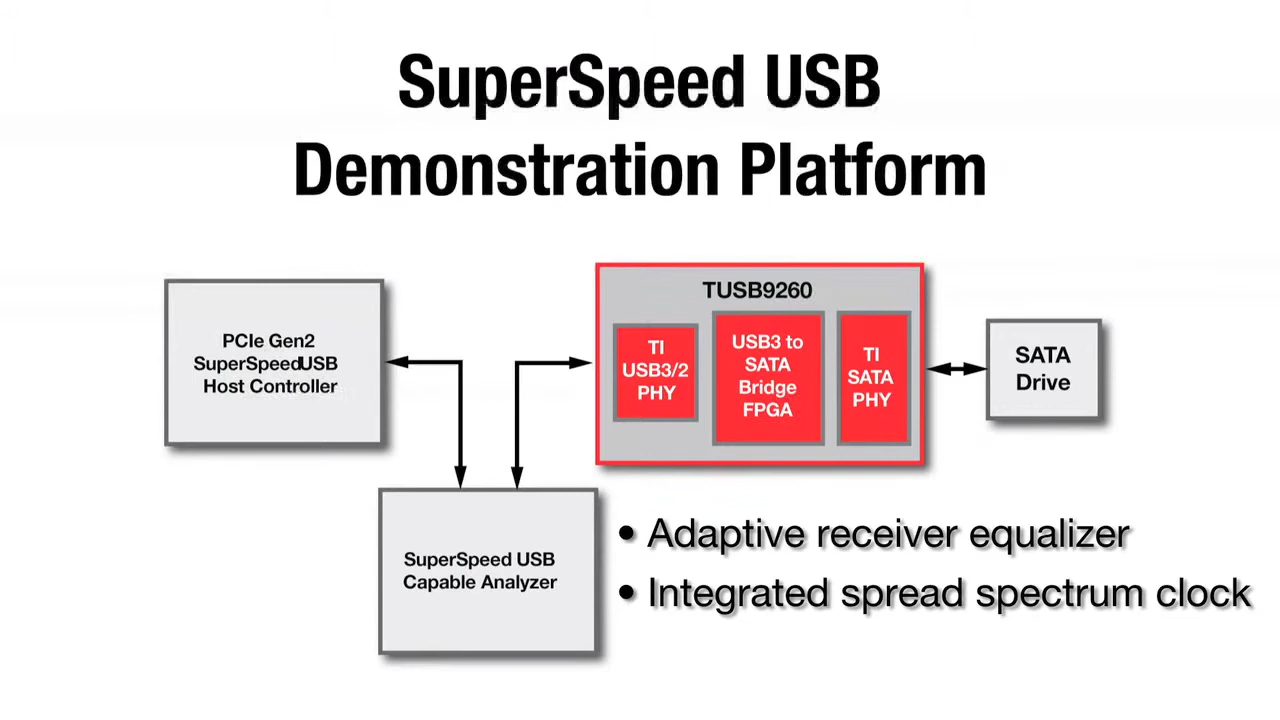 SuperSpeed USB
Demonstration Platform
PCIe Gen2
SuperSpeedUSB
Host Controller
TUSB9260
TI
USB3/2
PHY
USB3 to
SATA
Bridge
FPGA
TI
SATA
PHY
SATA
Drive
SuperSpeed USB
Capable Analyzer
• Adaptive receiver equalizer
• Integrated spread spectrum clock